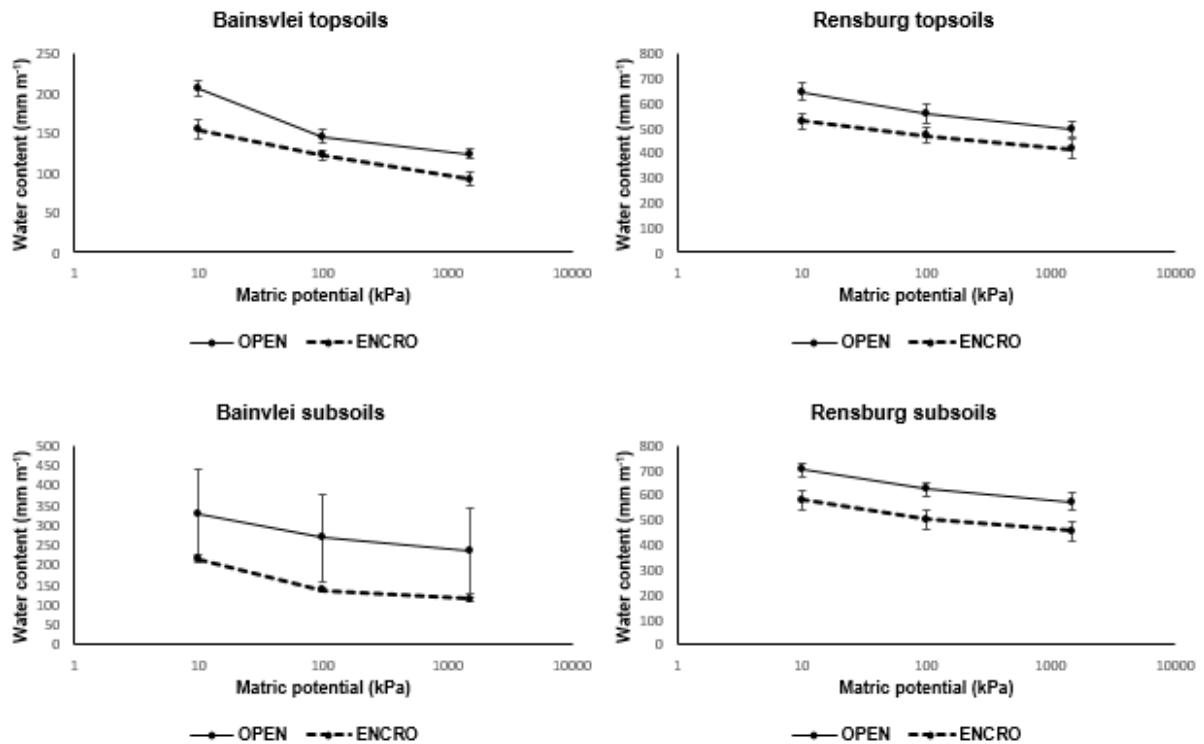 Bainsvlei topsoils
250
200
150
100
50
0
Water content (mm m⁻¹)
1 10 100 1000 10000
Matric potential (kPa)
OPEN ENCRO
Rensburg topsoils
800
700
600
500
400
300
200
100
0
Water content (mm m⁻¹)
1 10 100 1000 10000
Matric potential (kPa)
OPEN ENCRO
Bainvlei subsoils
500
450
400
350
300
250
200
150
100
50
0
Water content (mm m⁻¹)
1 10 100 1000 10000
Matric potential (kPa)
OPEN ENCRO
Rensburg subsoils
800
700
600
500
400
300
200
100
0
Water content (mm m⁻¹)
1 10 100 1000 10000
Matric potential (kPa)
OPEN ENCRO